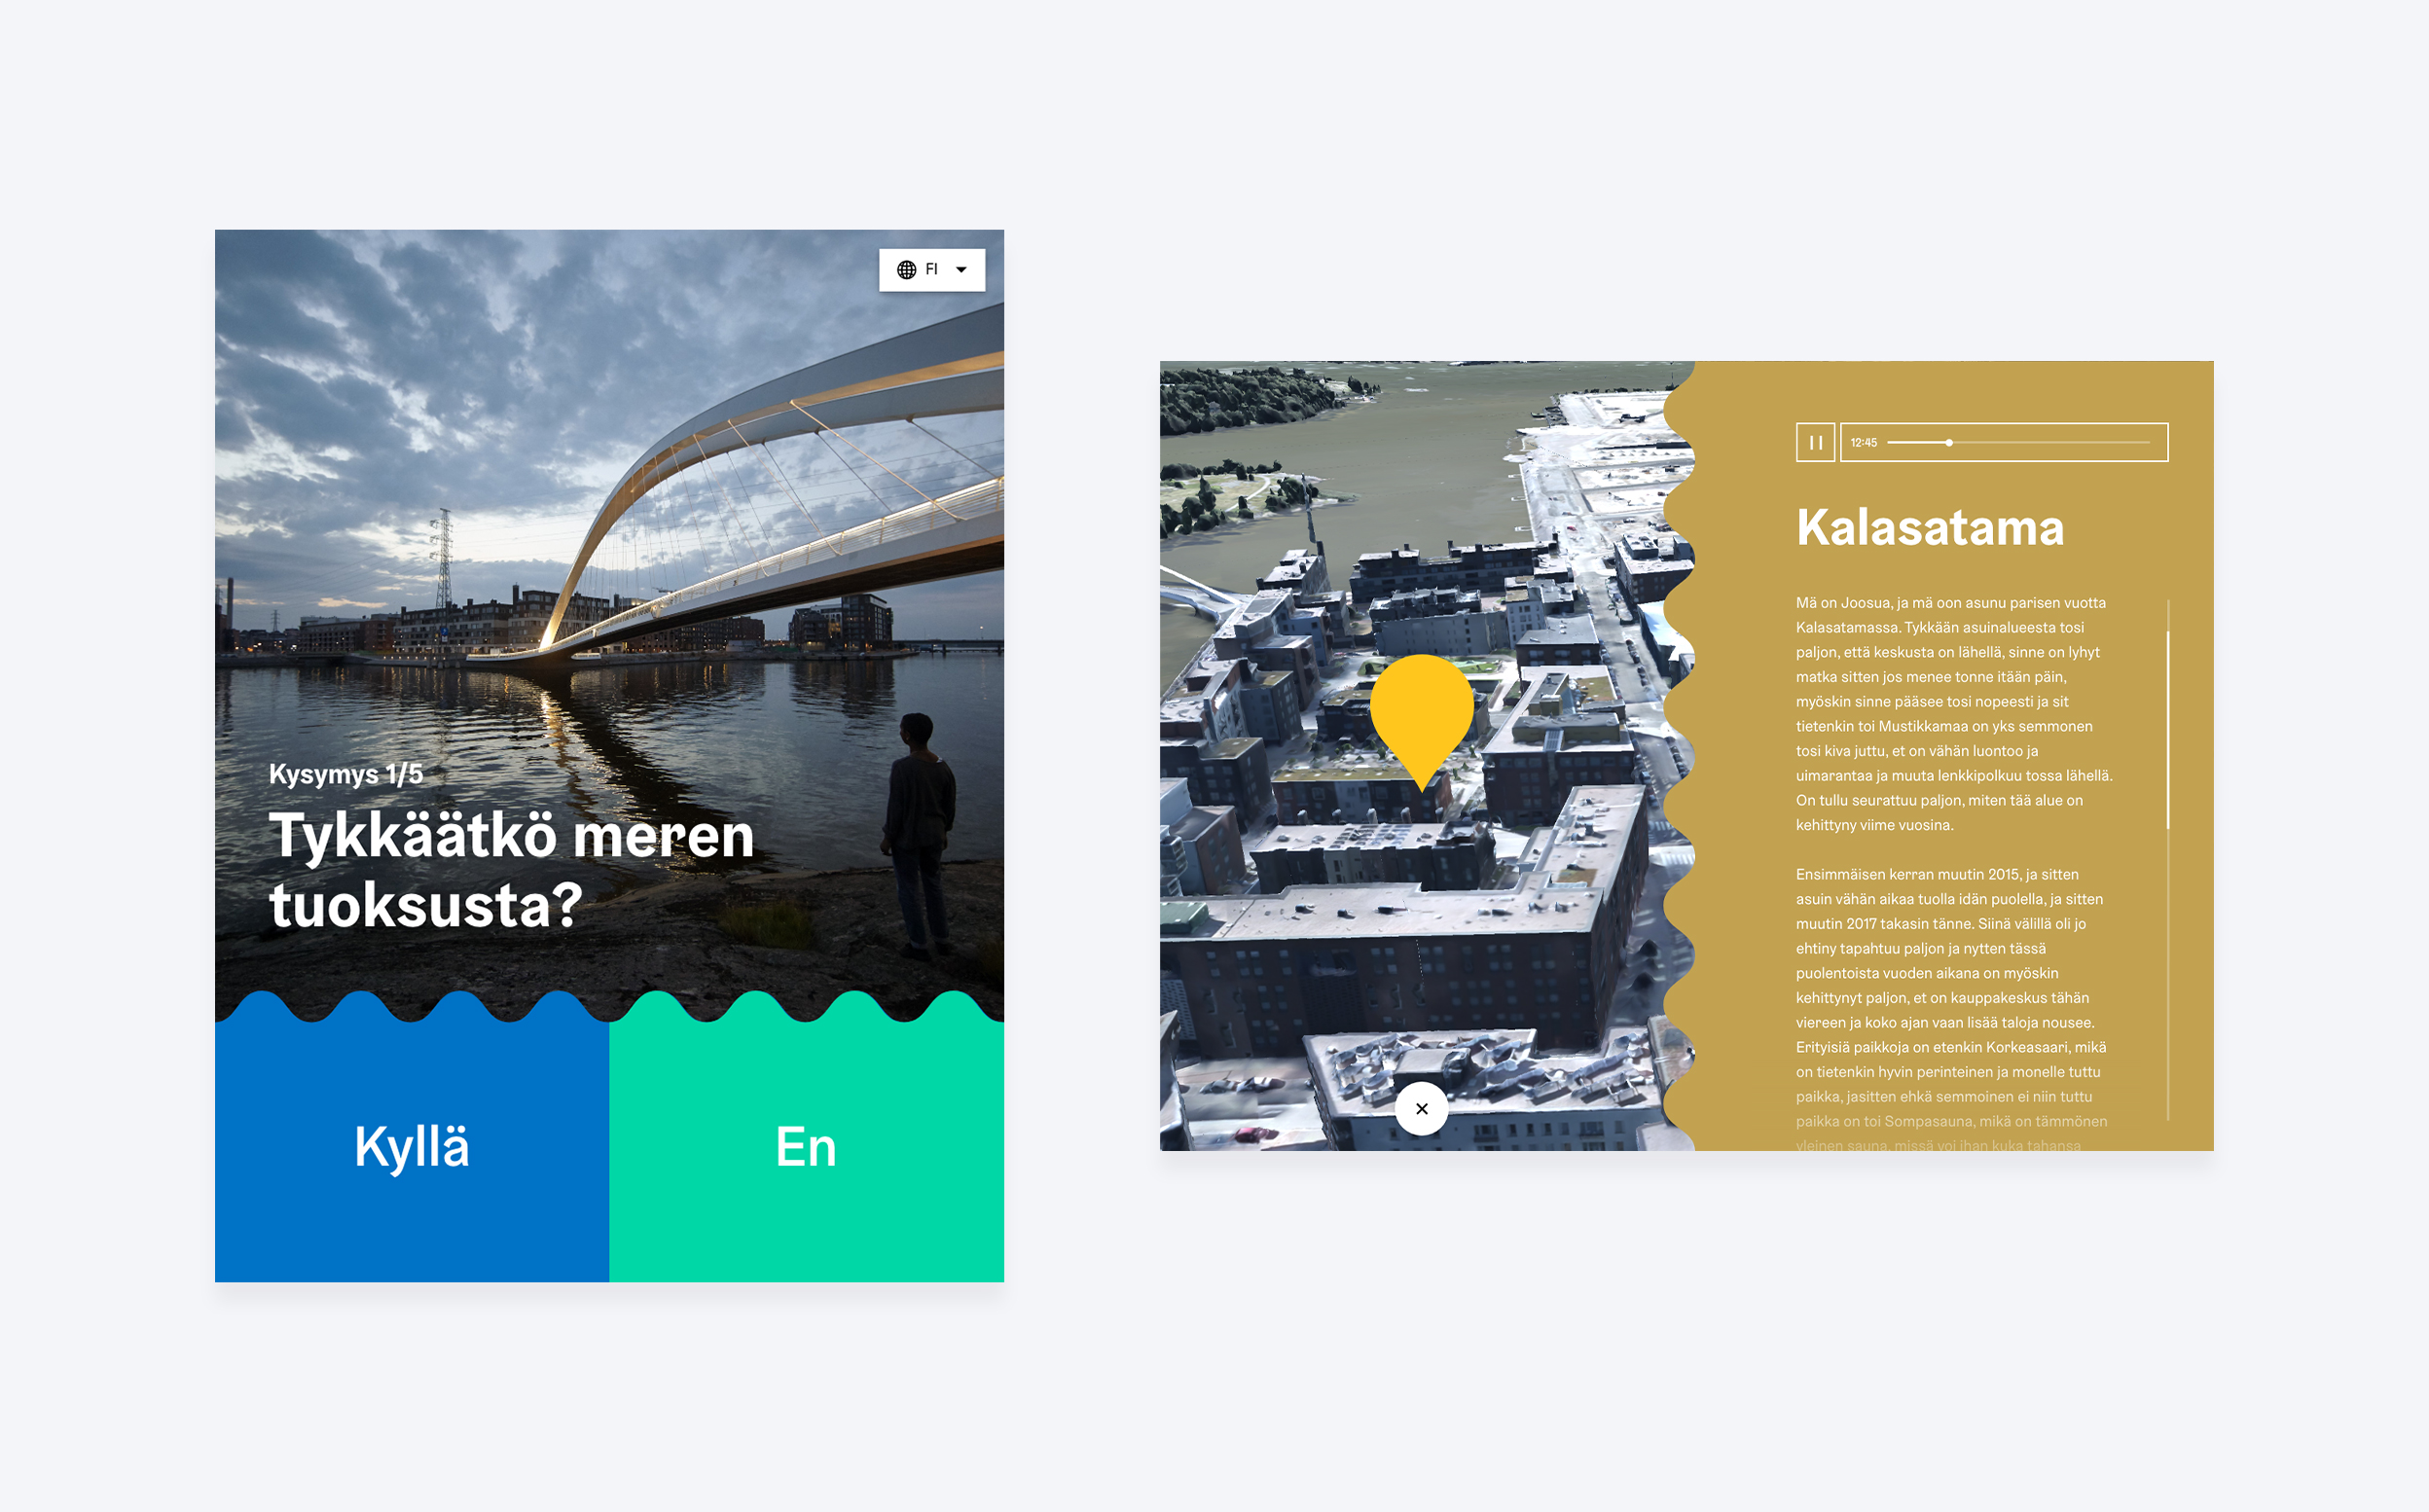 FI
Kysymys 1/5
Tykkäätkö meren
tuoksusta?
Kyllä
En
12:45
Kalasatama
Mä on Joosua, ja mä oon asunu parisen vuotta
Kalasatamassa. Tykkään asuinalueesta tosi
paljon, että keskusta on lähellä, sinne on lyhyt
matka sitten jos menee tonne itään päin,
myöskin sinne pääsee tosi nopeesti ja sit
tietenkin toi Mustikkamaa on yks semmonen
tosi kiva juttu, et on vähän luontoo ja
uimarantaa ja muuta lenkkipolkuu tossa lähellä.
On tullu seurattuu paljon, miten tää alue on
kehittyny viime vuosina.
Ensimmäisen kerran muutin 2015, ja sitten
asuin vähän aikaa tuolla idän puolella, ja sitten
muutin 2017 takasin tänne. Siinä välillä oli jo
ehtiny tapahtuu paljon ja nytten tässä
puolentoista vuoden aikana on myöskin
kehittynyt paljon, et on kauppakeskus tähän
viereen ja koko ajan vaan lisää taloja nousee.
Erityisiä paikkoja on etenkin Korkeasaari, mikä
on tietenkin hyvin perinteinen ja monelle tuttu
paikka, jasitten ehkä semmoinen ei niin tuttu
paikka on toi Sompasauna, mikä on tämmönen
yleinen sauna, missä voi ihan kuka tahansa